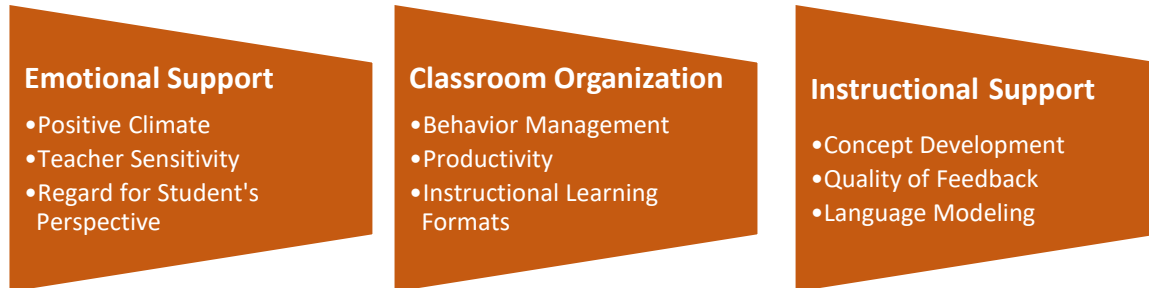 Emotional Support
•Positive Climate
•Teacher Sensitivity
•Regard for Student's
Perspective
Classroom Organization
•Behavior Management
•Productivity
•Instructional Learning
Formats
Instructional Support
•Concept Development
•Quality of Feedback
•Language Modeling